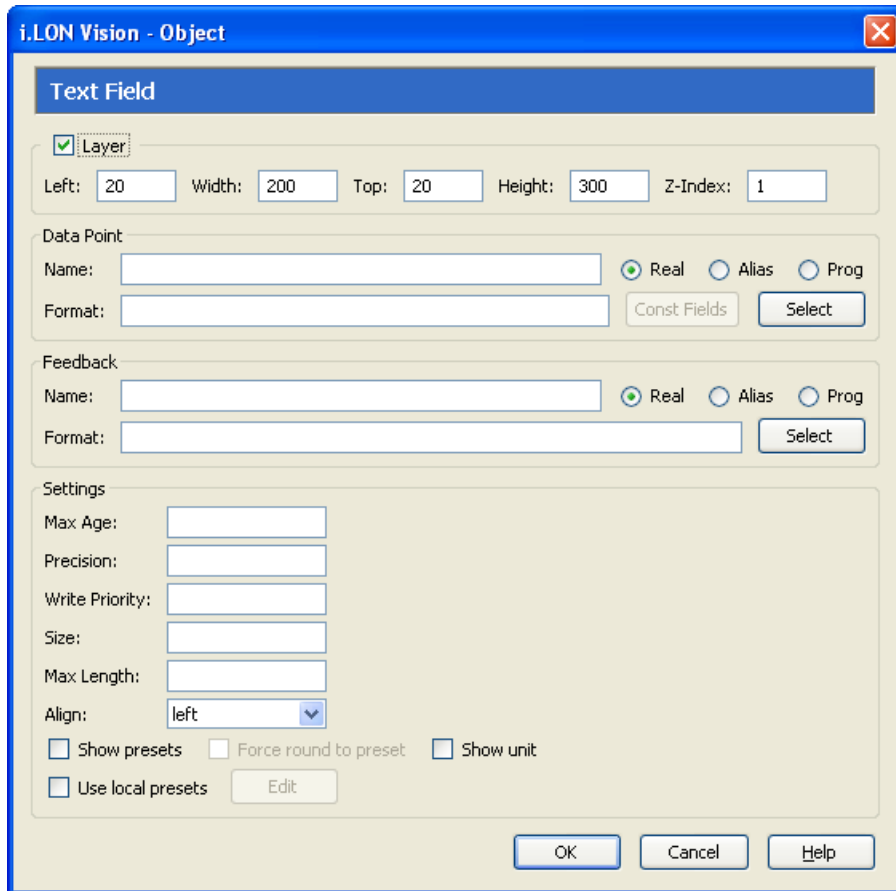 i.LON Vision - Object
Text Field
Layer
Left: 20 Width: 200 Top: 20 Height: 300 Z-Index: 1
Data Point
Name: Real Alias Prog
Format: Const Fields Select
Feedback
Name: Real Alias Prog
Format: Select
Settings
Max Age:
Precision:
Write Priority:
Size:
Max Length:
Align: left
Show presets Force round to preset Show unit
Use local presets Edit
OK Cancel Help